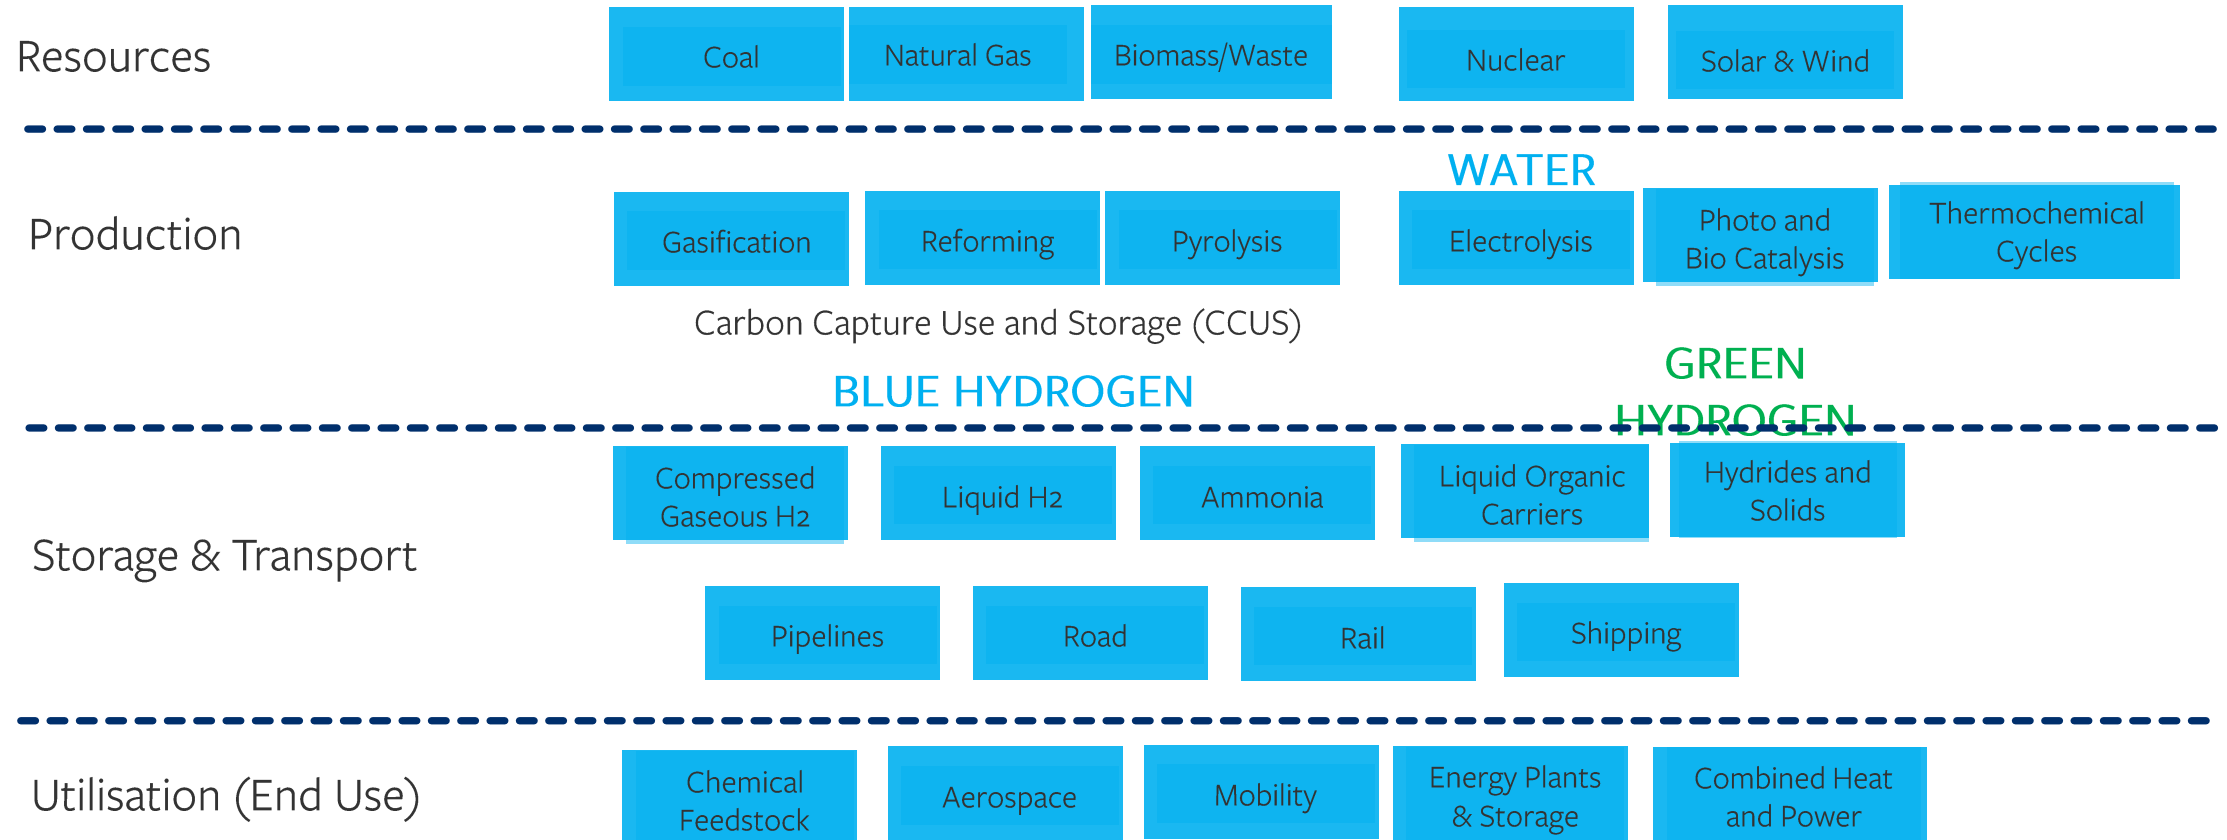 Resources
Coal
Natural Gas
Biomass/Waste
Nuclear
Solar & Wind
Production
WATER
Gasification
Reforming
Pyrolysis
Electrolysis
Photo and
Bio Catalysis
Thermochemical
Cycles
Carbon Capture Use and Storage (CCUS)
BLUE HYDROGEN
GREEN
HYDROGEN
Storage & Transport
Compressed
Gaseous H2
Liquid H2
Ammonia
Liquid Organic
Carriers
Hydrides and
Solids
Pipelines
Road
Rail
Shipping
Utilisation (End Use)
Chemical
Feedstock
Aerospace
Mobility
Energy Plants
& Storage
Combined Heat
and Power